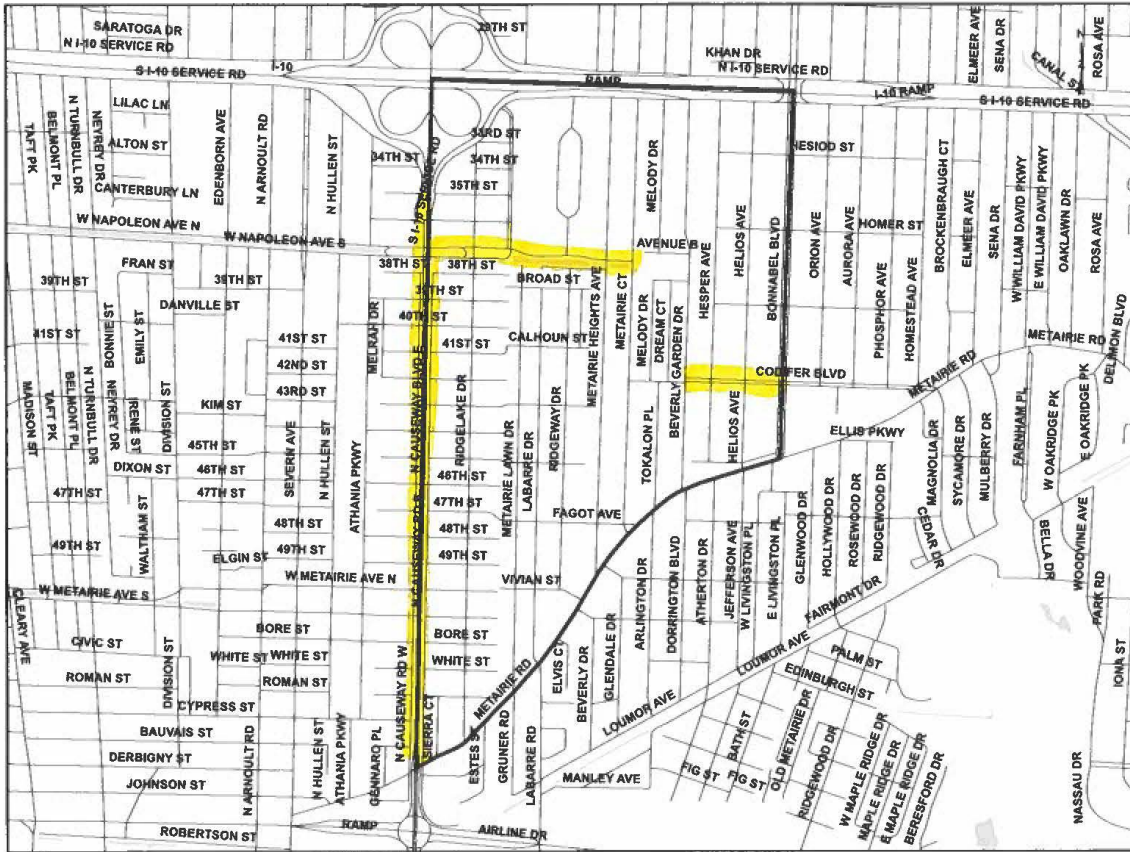 SARATOGA DR
N I-10 SERVICE RD
S I-10 SERVICE RD
I-10
29TH ST
KHAN DR
N I-10 SERVICE RD
RAMP
I-10 RAMP
S I-10 SERVICE RD
ELMEER AVE
SENA DR
CANAL ST
ROSA AVE
TAFT PK
BELMONT PL
N TURNBULL DR
NEYREY DR
LILAC LN
ALTON ST
CANTERBURY LN
EDENBORN AVE
N ARNOULT RD
N HULLEN ST
34TH ST
S I-10 SERVICE RD
33RD ST
34TH ST
35TH ST
MELODY DR
HELIOS AVE
BONNABEL BLVD
HESIOD ST
ORION AVE
AURORA AVE
HOMER ST
BROCKENBRAUGH CT
ELMEER AVE
SENA DR
W WILLIAM DAVID PKWY
E WILLIAM DAVID PKWY
OAKLAWN DR
ROSA AVE
W NAPOLEON AVE N
W NAPOLEON AVE S
AVENUE B
38TH ST
38TH ST
BROAD ST
FRAN ST
39TH ST
39TH ST
39TH ST
DANVILLE ST
40TH ST
41ST ST
BONNIE ST
EMILY ST
41ST ST
42ND ST
43RD ST
MELRAH DR
41ST ST
CALHOUN ST
METAIRIE HEIGHTS AVE
METAIRIE CT
MELODY DR
DREAM CT
BEVERLY GARDEN DR
HESPER AVE
PHOSPHOR AVE
HOMESTEAD AVE
METAIRIE RD
METAIRIE RD
DELIMON BLVD
CODIFER BLVD
MADISON ST
TAFT PK
BELMONT PL
N TURNBULL DR
NEYREY DR
IRENE ST
DIVISION ST
KIM ST
45TH ST
46TH ST
DIXON ST
47TH ST
47TH ST
WALTHAM ST
49TH ST
ELGIN ST
SEVERN AVE
N HULLEN ST
ATHANIA PKWY
48TH ST
49TH ST
N CAUSEWAY BLVD E
N CAUSEWAY RD R
RIDGELAKE DR
METAIRIE LAWN DR
LABARRE DR
RIDGEWAY DR
TOKALON PL
HELIOS AVE
ELLIS PKWY
46TH ST
47TH ST
48TH ST
49TH ST
FAGOT AVE
VIVIAN ST
MAGNOLIA DR
SYCAMORE DR
MULBERRY DR
FARNHAM PL
W OAKRIDGE PK
E OAKRIDGE PK
CEDAR DR
BELLA DR
WOODVINE AVE
PARK RD
W METAIRIE AVE N
W METAIRIE AVE S
CLEARY AVE
ARLINGTON DR
DORRINGTON BLVD
ATHERTON DR
JEFFERSON AVE
W LIVINGSTON PL
E LIVINGSTON PL
GLENWOOD DR
HOLLYWOOD DR
ROSEWOOD DR
RIDGEWOOD DR
FAIRMONT DR
LOUMOR AVE
CIVIC ST
ROMAN ST
DIVISION ST
BORE ST
WHITE ST
WHITE ST
ROMAN ST
CYPRESS ST
BORE ST
WHITE ST
N CAUSEWAY RD W
SIERRA CT
METAIRIE RD
ELVIS CT
BEVERLY DR
GLENDALE DR
LOUMOR AVE
PALM ST
EDINBURGH ST
IONA ST
BAUVAIS ST
DERBIGNY ST
JOHNSON ST
ROBERTSON ST
N ARNOULT RD
N HULLEN ST
ATHANIA PKWY
GENNARO PL
RAMP
ESTES S
GRUNER RD
LABARRE RD
MANLEY AVE
AIRLINE DR
BATH ST
FIG ST
FIG ST
OLD METAIRIE DR
RIDGEWOOD DR
W MAPLE RIDGE DR
MAPLE RIDGE DR
E MAPLE RIDGE DR
BERESFORD DR
NASSAU DR